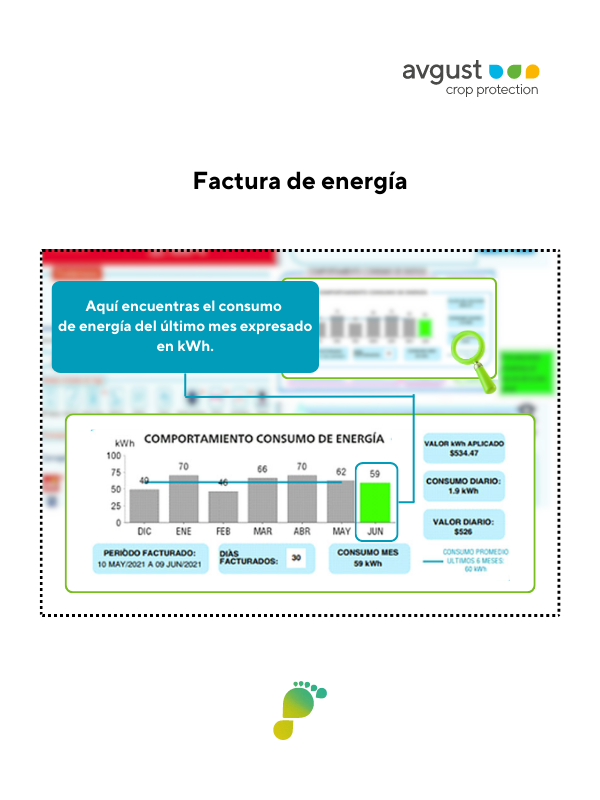 avgust
crop protection
Factura de energía
Aquí encuentras el consumo
de energía del último mes expresado
en kWh.
COMPORTAMIENTO CONSUMO DE ENERGÍA
kWh
100
75
50
25
0
49
70
46
66
70
62
59
DIC
ENE
FEB
MAR
ABR
MAY
JUN
VALOR kWh APLICADO
$534.47
CONSUMO DIARIO:
1.9 kWh
VALOR DIARIO:
$526
PERIÒDO FACTURADO:
10 MAY/2021 A 09 JUN/2021
DIÀS
FACTURADOS:
30
CONSUMO MES
59 kWh
CONSUMO PROMEDIO
ULTIMOS 6 MESES:
60 kWh